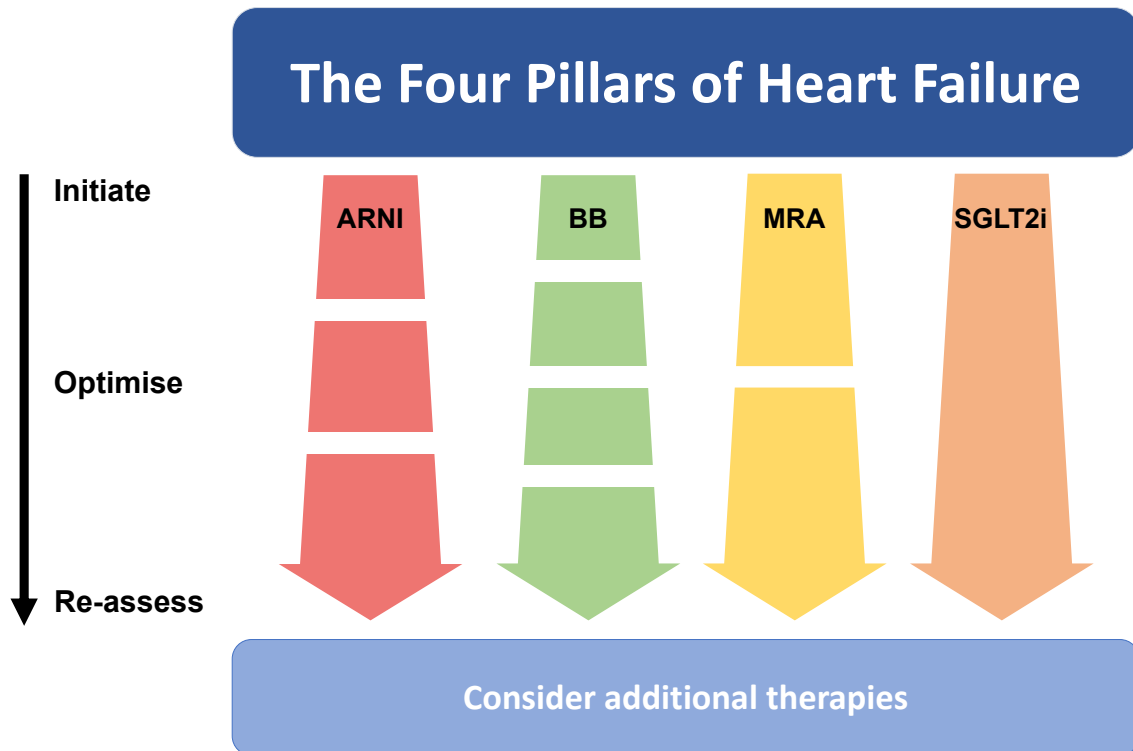 The Four Pillars of Heart Failure
Initiate
ARNI
BB
MRA
SGLT2i
Optimise
Re-assess
Consider additional therapies